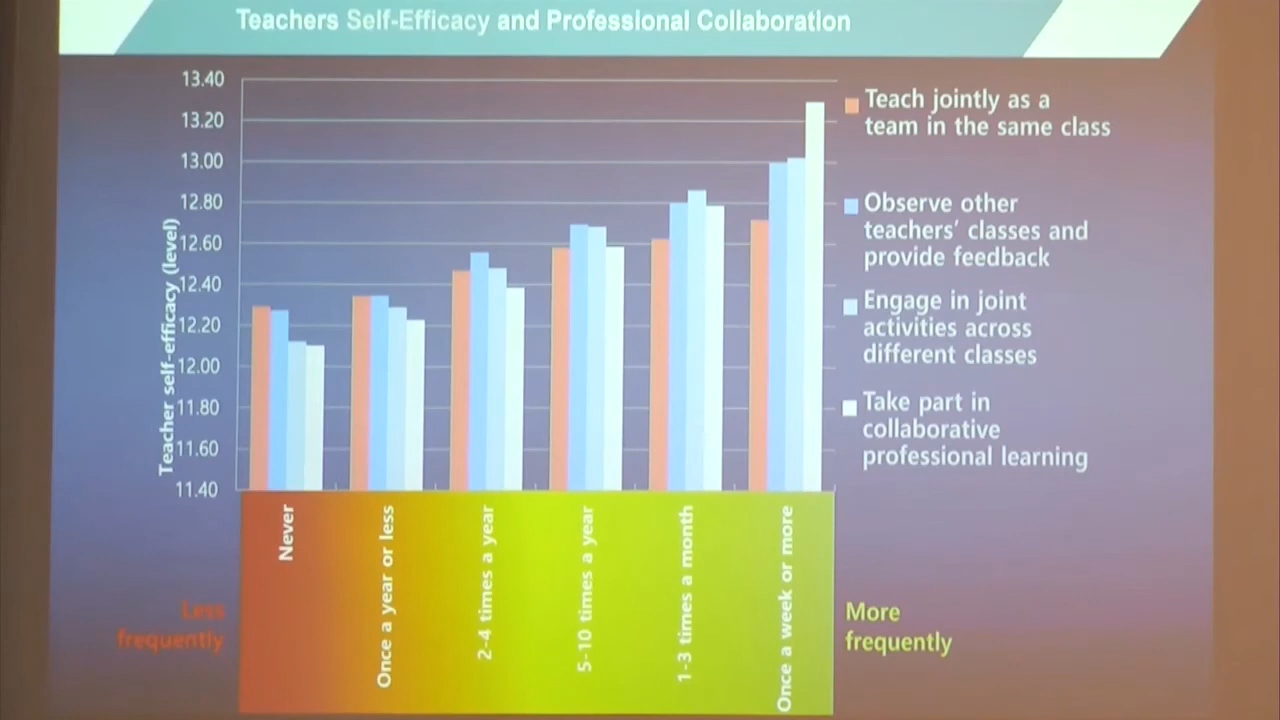 Teachers Self-Efficacy and Professional Collaboration
Teacher self-efficacy (level)
13.40
13.20
13.00
12.80
12.60
12.40
12.20
12.00
11.80
11.60
11.40
Teach jointly as a
team in the same class
Observe other
teachers' classes and
provide feedback
Engage in joint
activities across
different classes
Take part in
collaborative
professional learning
Never
Once a year or less
2-4 times a year
5-10 times a year
1-3 times a month
Once a week or more
Less
frequently
More
frequently